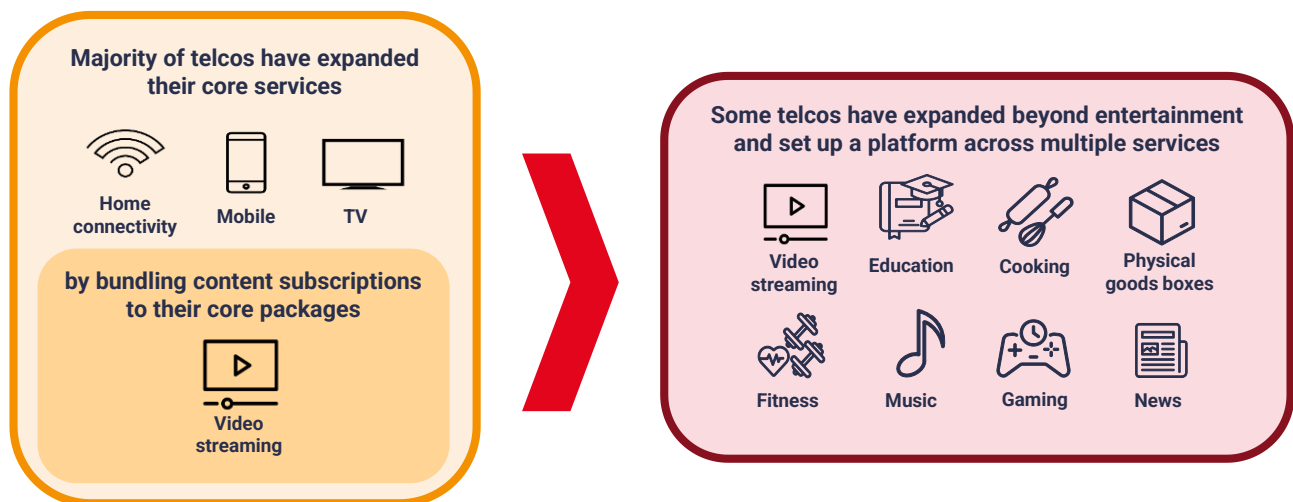 Majority of telcos have expanded
their core services
Home
connectivity
Mobile
TV
by bundling content subscriptions
to their core packages
Video
streaming
Some telcos have expanded beyond entertainment
and set up a platform across multiple services
Video
streaming
Education
Cooking
Physical
goods boxes
Fitness
Music
Gaming
News